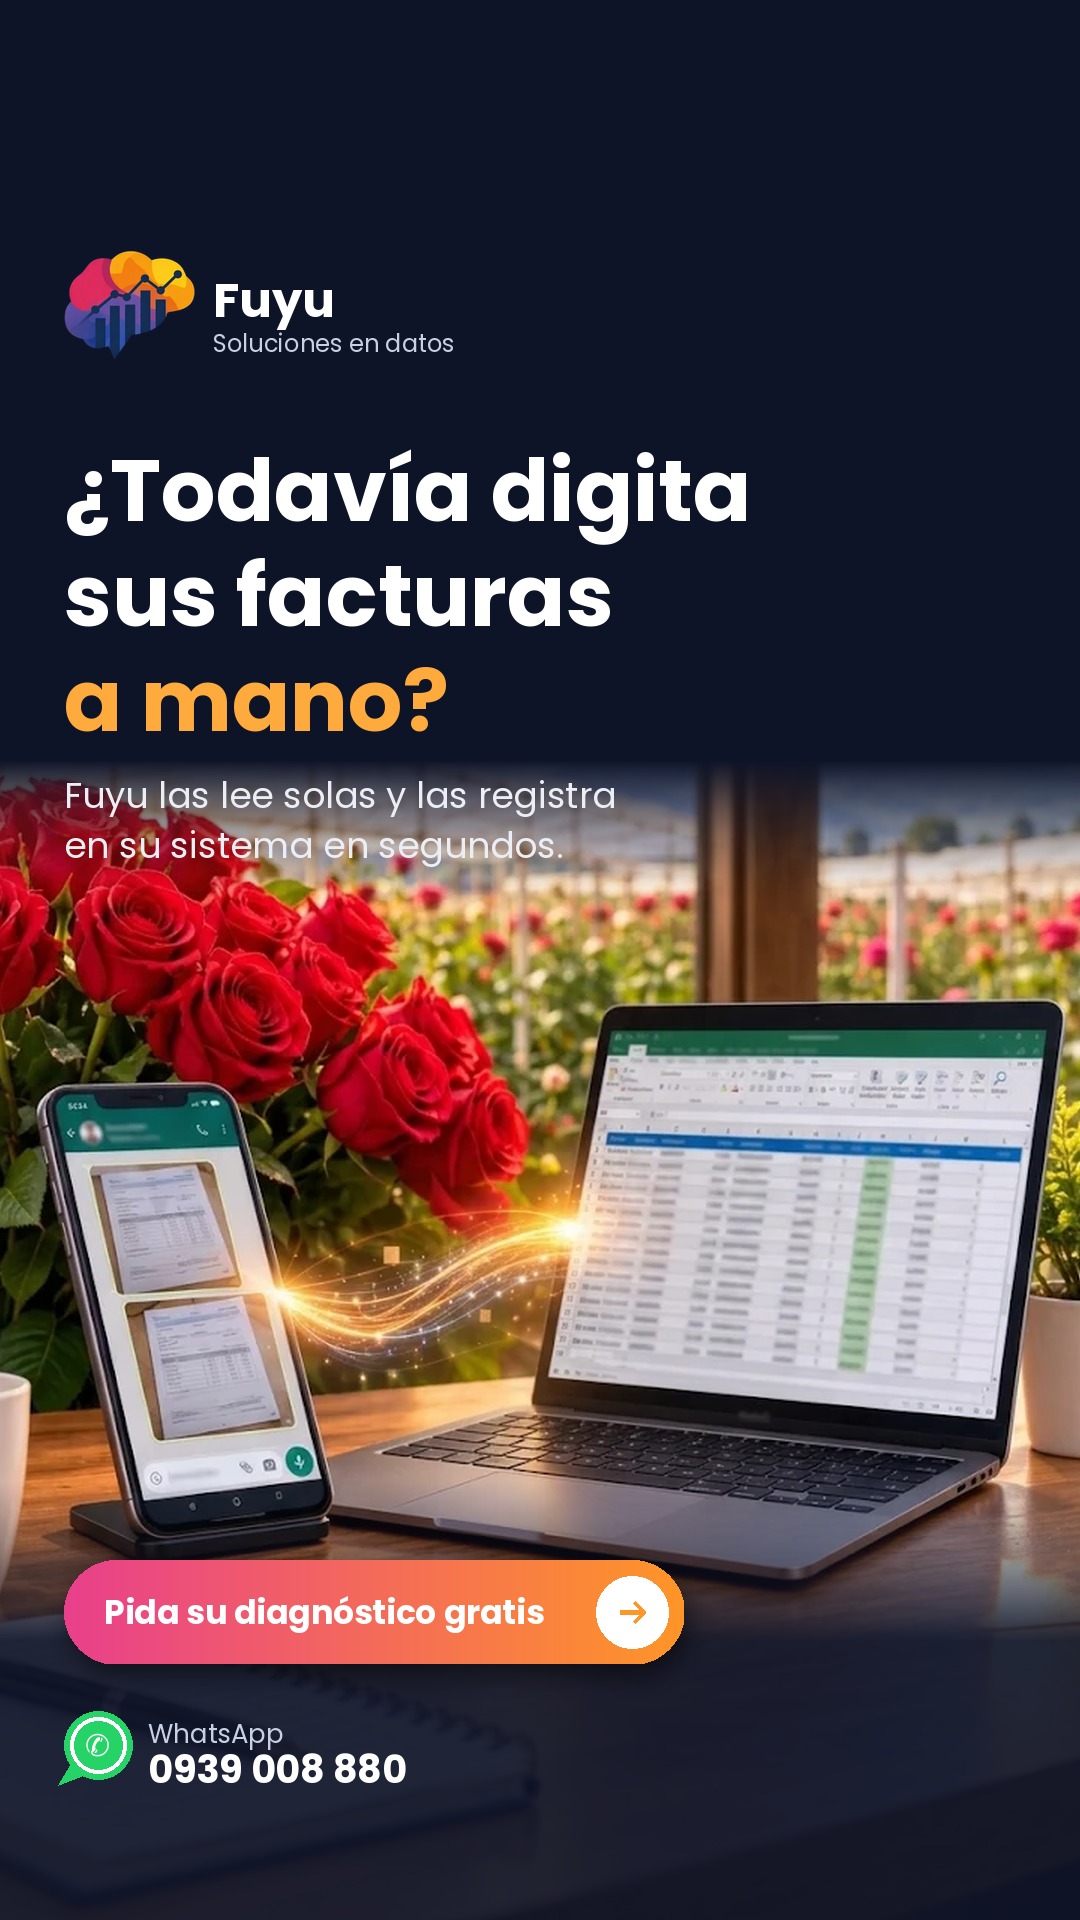 Fuyu
Soluciones en datos
¿Todavía digita
sus facturas
a mano?
Fuyu las lee solas y las registra
en su sistema en segundos.
Pida su diagnóstico gratis
WhatsApp
0939 008 880